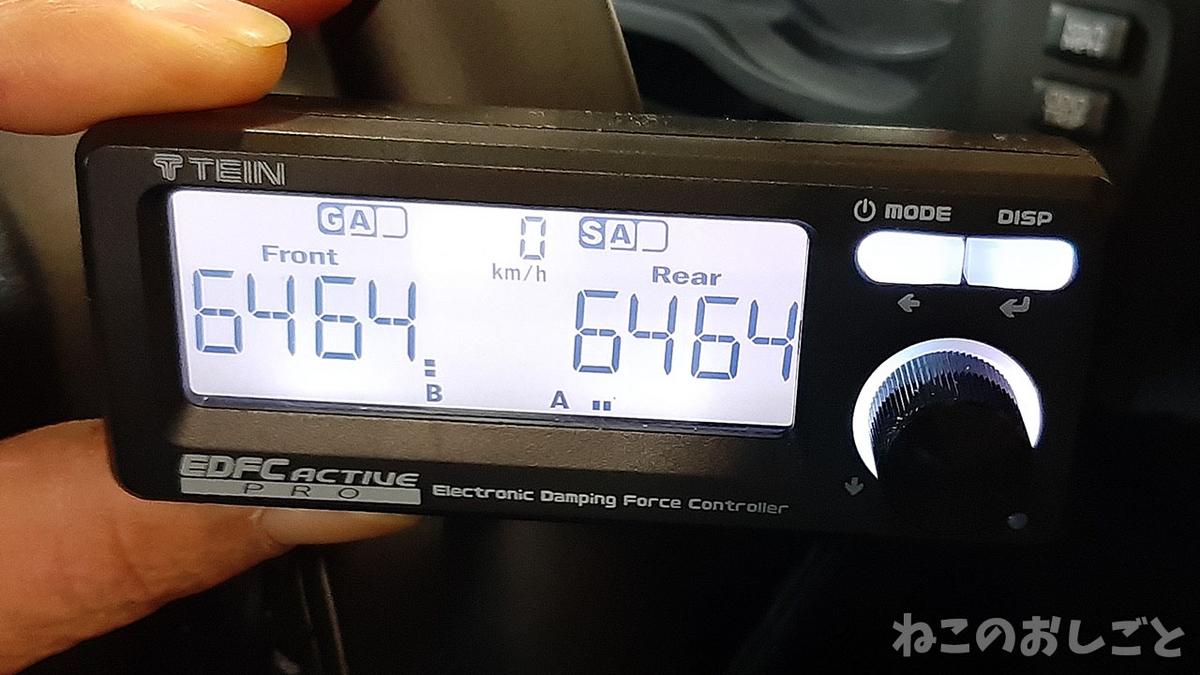 TEIN
GA
0
km/h
SA
Front
Rear
6464
6464
B
A
MODE
DISP
EDFC ACTIVE
PRO
Electronic Damping Force Controller
ねこのおしごと